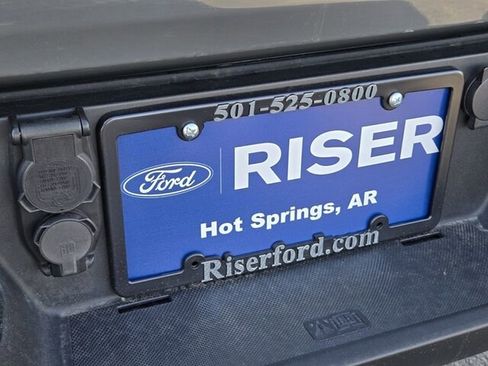 501-525-0800
Ford
RISER
Hot Springs, AR
Riserford.com